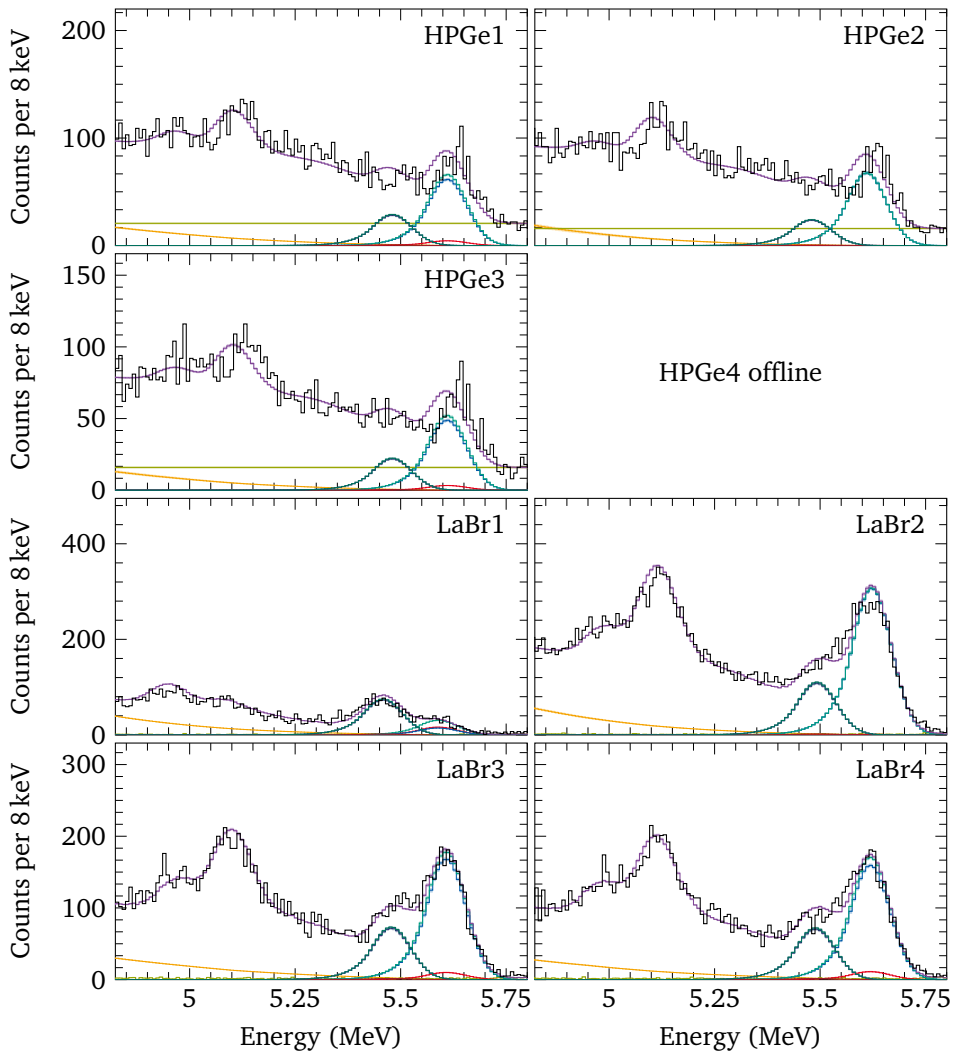 HPGe1
HPGe2
200
100
0
Counts per 8 keV
HPGe3
HPGe4 offline
150
100
50
0
Counts per 8 keV
LaBr1
LaBr2
400
200
0
Counts per 8 keV
LaBr3
LaBr4
300
200
100
0
Counts per 8 keV
5 5.25 5.5 5.75
5 5.25 5.5 5.75
Energy (MeV)
Energy (MeV)